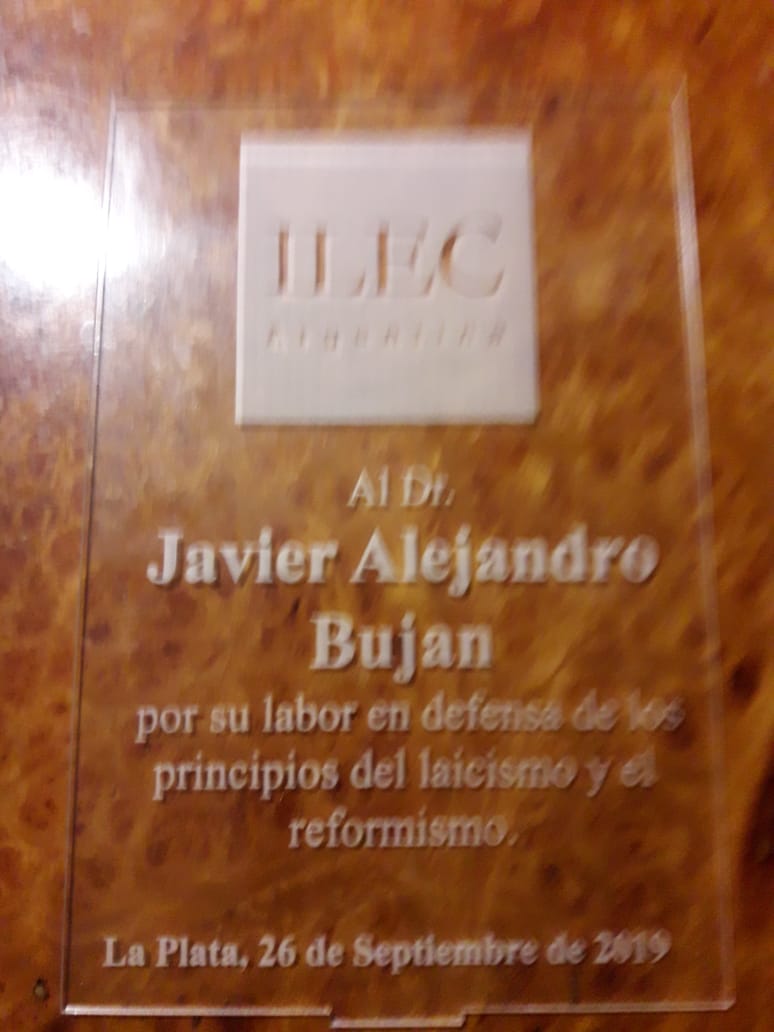 ILEC
Argentina
Al Dr.
Javier Alejandro
Bujan
por su labor en defensa de los
principios del laicismo y el
reformismo.
La Plata, 26 de Septiembre de 2019